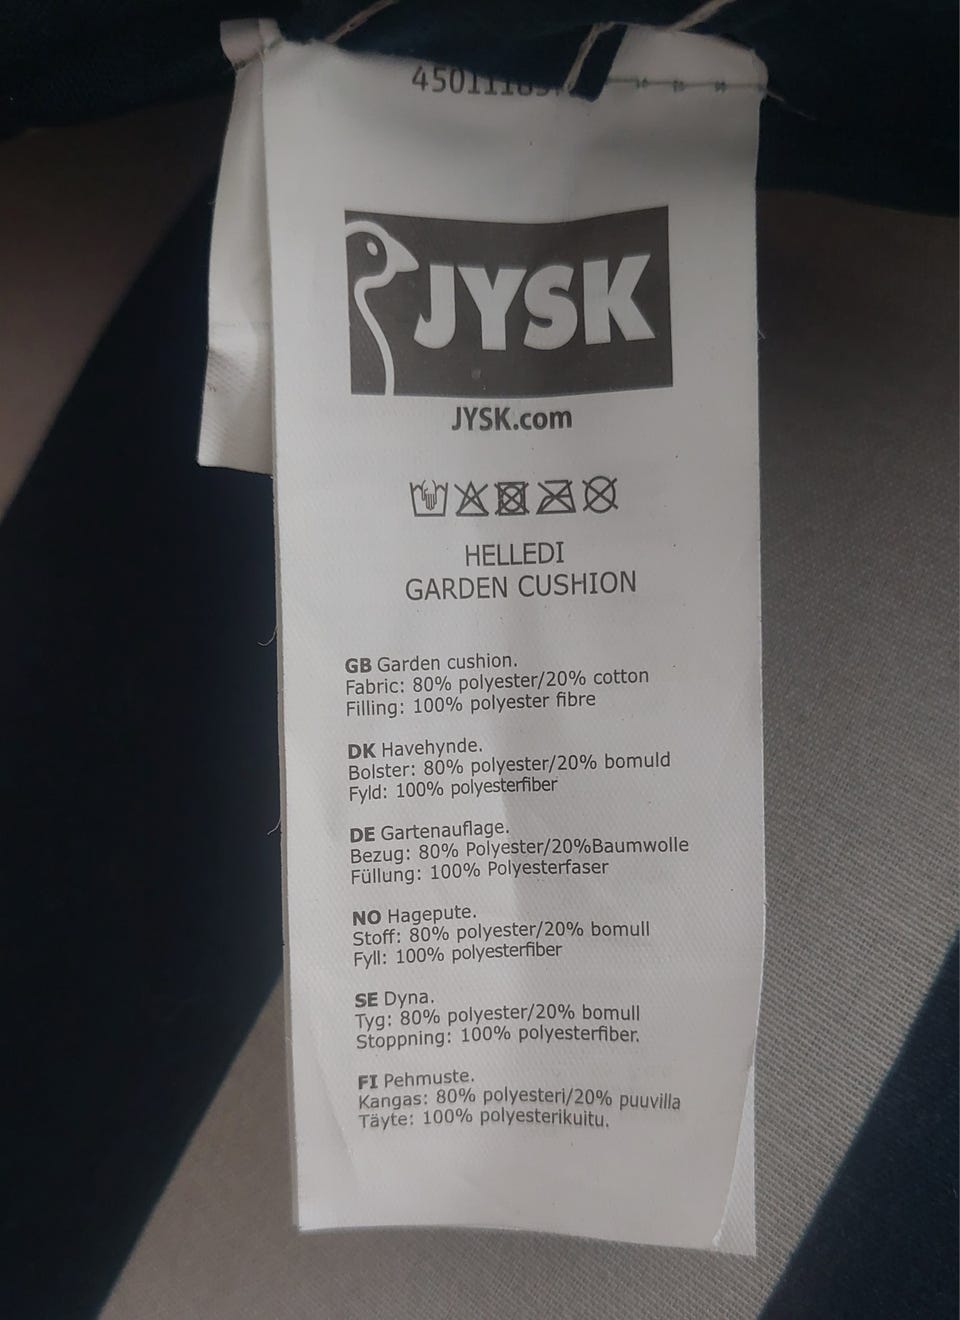 JYSK
JYSK.com
HELLEDI
GARDEN CUSHION
GB Garden cushion.
Fabric: 80% polyester/20% cotton
Filling: 100% polyester fibre
DK Havehynde.
Bolster: 80% polyester/20% bomuld
Fyld: 100% polyesterfiber
DE Gartenauflage.
Bezug: 80% Polyester/20%Baumwolle
Füllung: 100% Polyesterfaser
NO Hagepute.
Stoff: 80% polyester/20% bomull
Fyll: 100% polyesterfiber
SE Dyna.
Tyg: 80% polyester/20% bomull
Stoppning: 100% polyesterfiber.
FI Pehmuste.
Kangas: 80% polyesteri/20% puuvilla
Täyte: 100% polyesterikuitu.